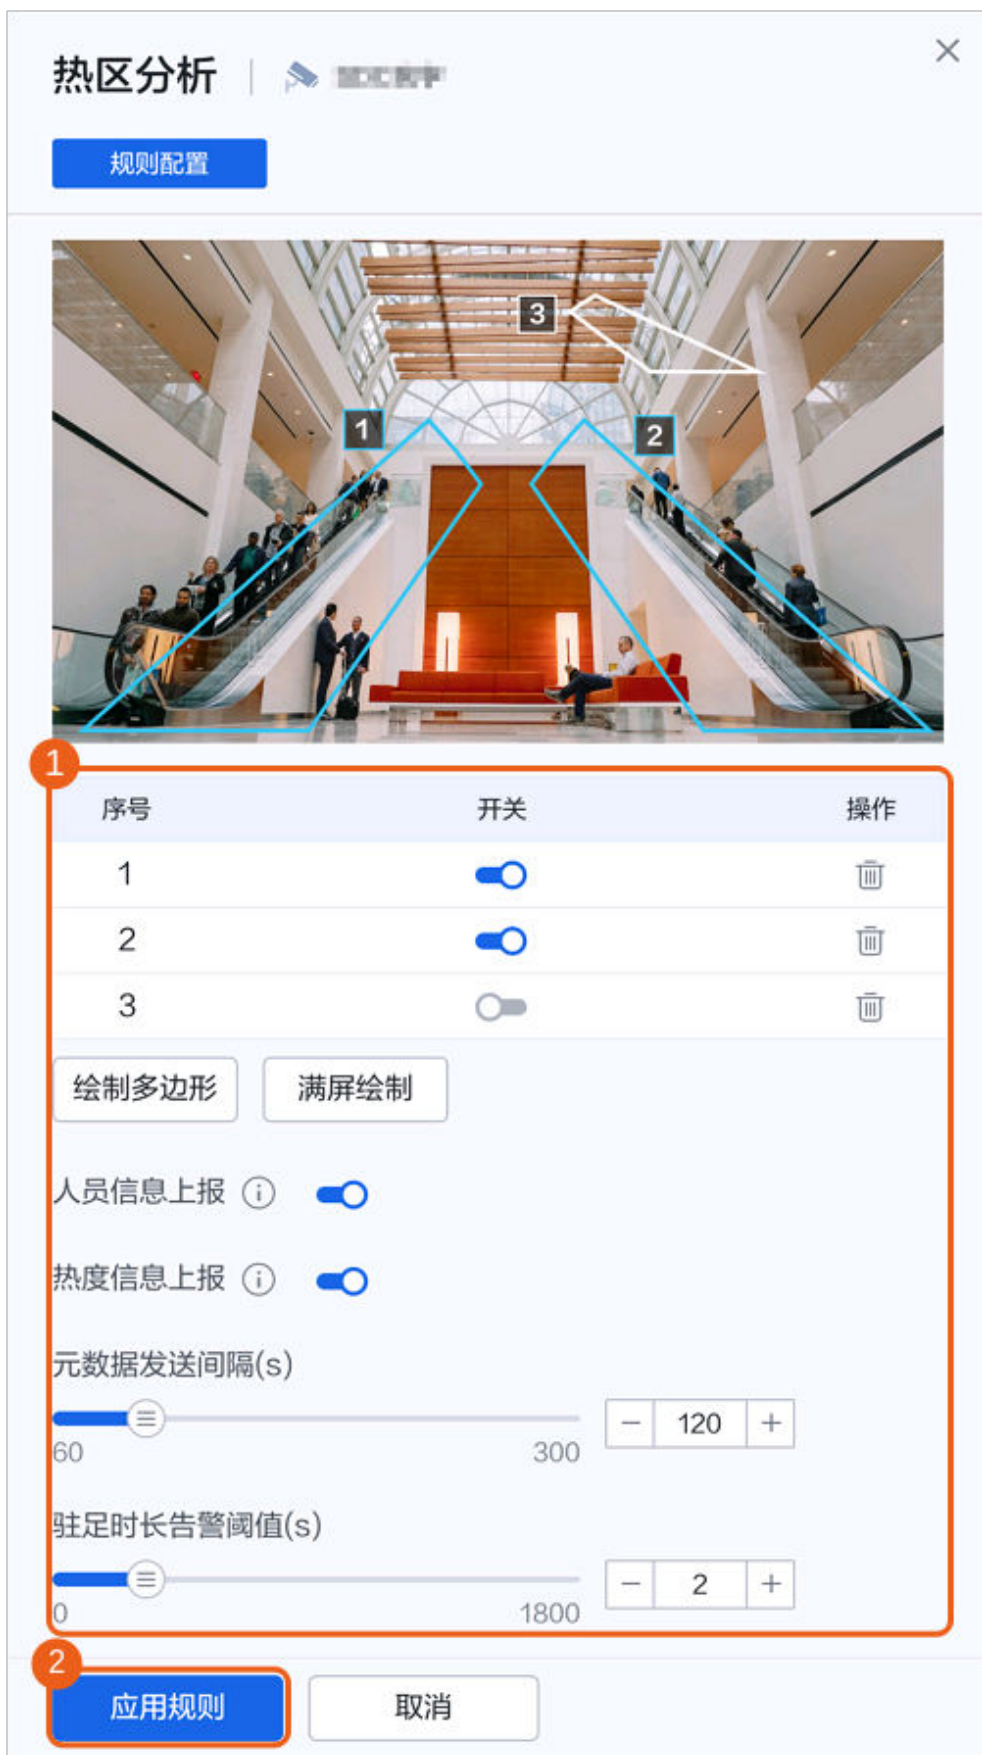 热区分析
规则配置
3
1
2
1
序号 开关 操作
1
2
3
绘制多边形 满屏绘制
人员信息上报
热度信息上报
元数据发送间隔(s)
120
60 300
驻足时长告警阈值(s)
2
0 1800
2
应用规则 取消